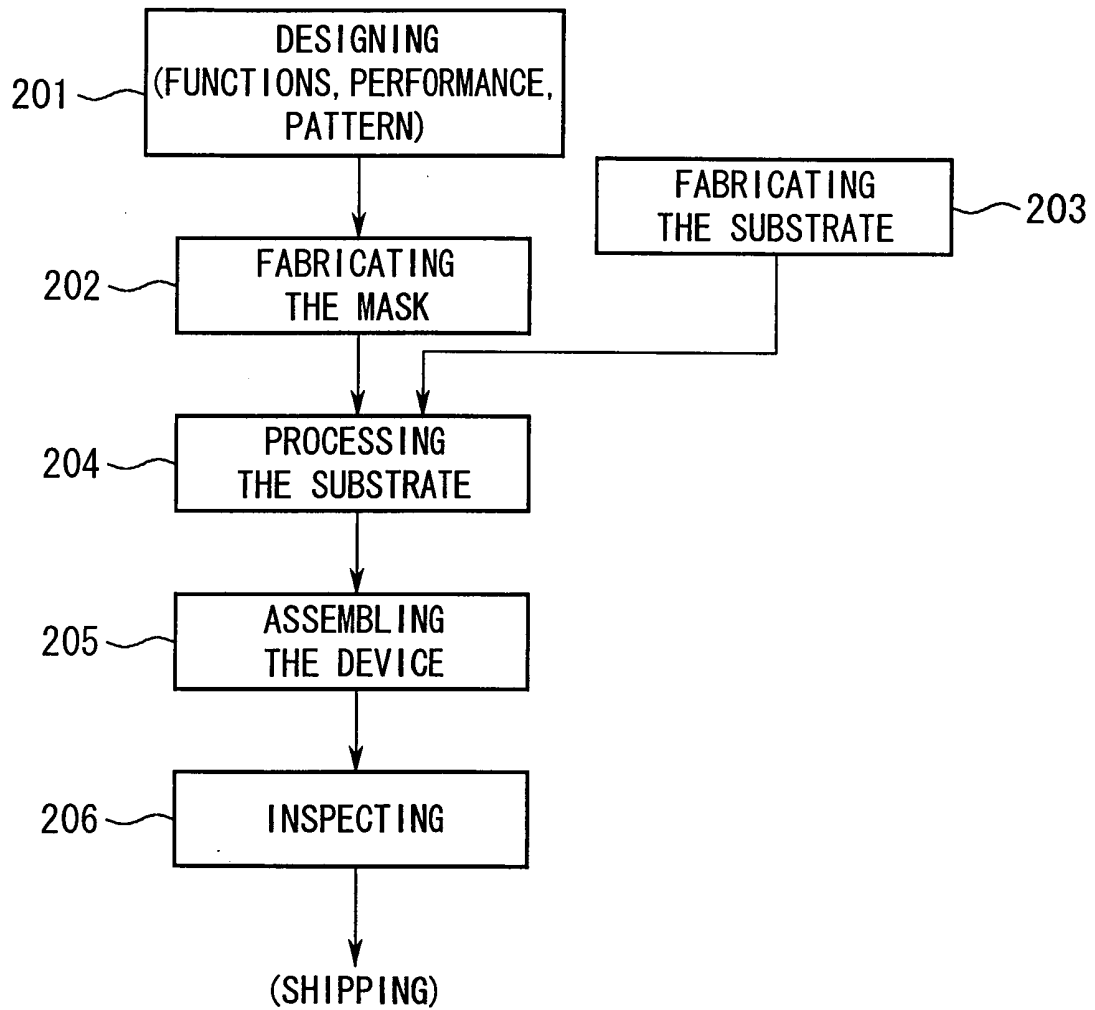 DESIGNING
(FUNCTIONS, PERFORMANCE,
PATTERN)
201
FABRICATING
THE SUBSTRATE
203
FABRICATING
THE MASK
202
PROCESSING
THE SUBSTRATE
204
ASSEMBLING
THE DEVICE
205
INSPECTING
206
(SHIPPING)